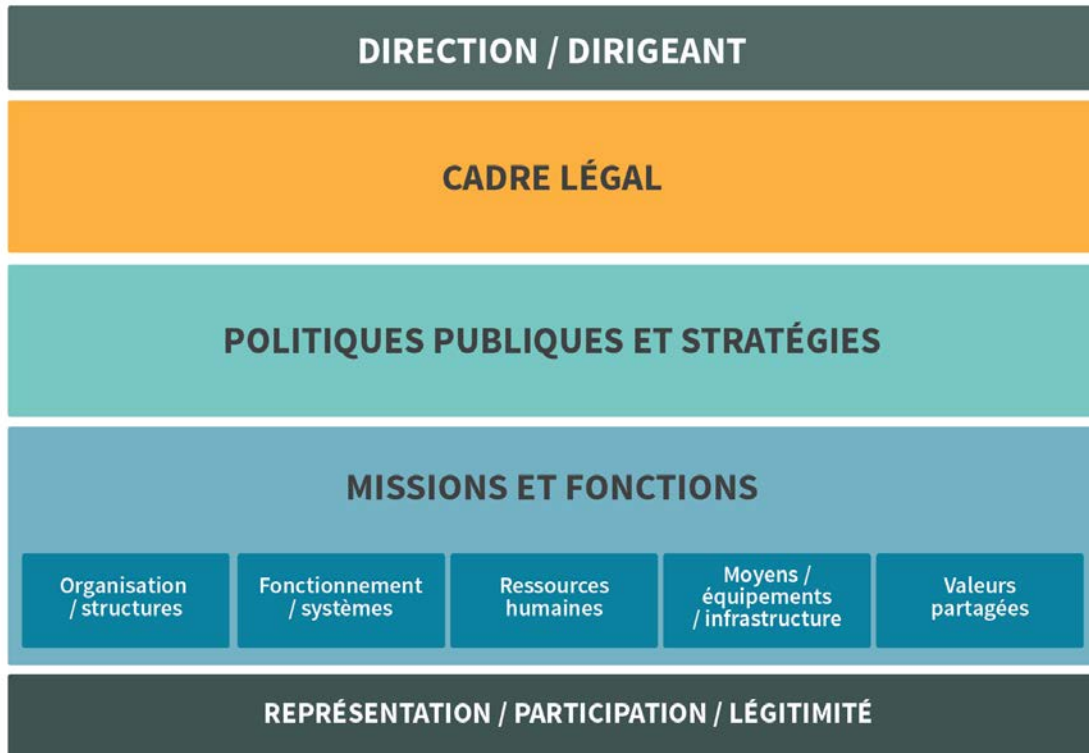 DIRECTION / DIRIGEANT
CADRE LÉGAL
POLITIQUES PUBLIQUES ET STRATÉGIES
MISSIONS ET FONCTIONS
Organisation
/ structures
Fonctionnement
/ systèmes
Ressources
humaines
Moyens /
équipements
/ infrastructure
Valeurs
partagées
REPRÉSENTATION / PARTICIPATION / LÉGITIMITÉ